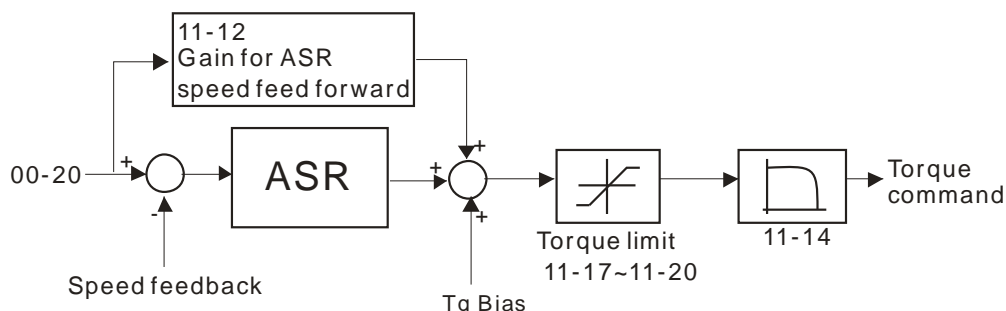 11-12
Gain for ASR
speed feed forward
+
00-20
+
ASR
+
-
+
Torque
command
Torque limit
11-17~11-20
11-14
Speed feedback
Tq Bias